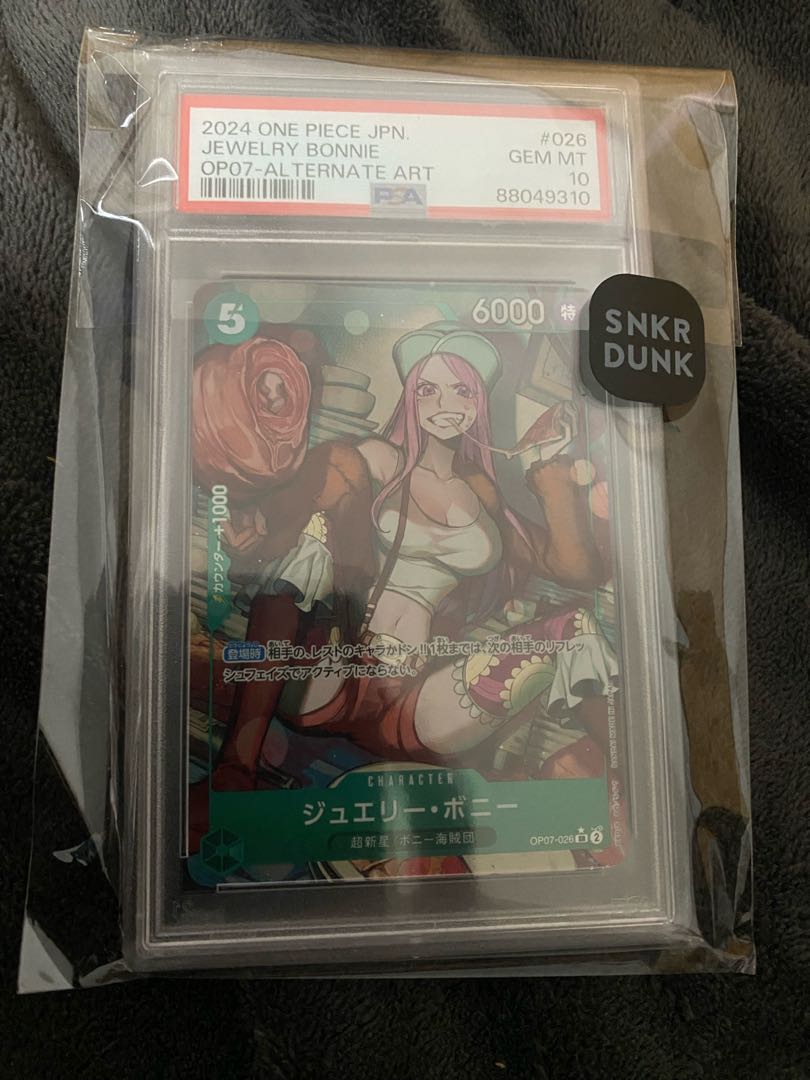 2024 ONE PIECE JPN.
JEWELRY BONNIE
OP07-ALTERNATE ART
#026
GEM MT
10
88049310
PSA
SNKR
DUNK
5
6000
特
カウンター+1000
登場時 相手の、レストのキャラかドン!!1枚までは、次の相手のリフレッ
シュフェイズでアクティブにならない。
CHARACTER
ジュエリー・ボニー
超新星/ボニー海賊団
OP07-026
2